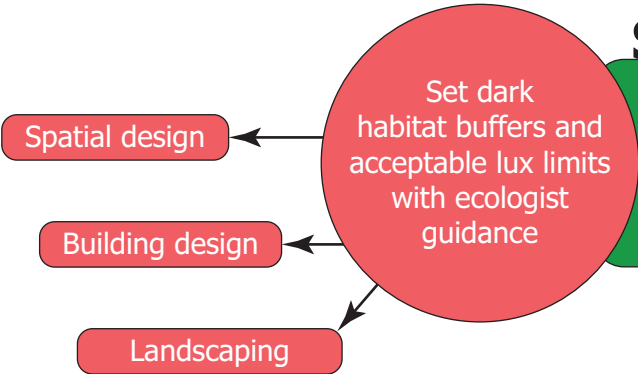 Set dark
habitat buffers and
acceptable lux limits
with ecologist
guidance
Spatial design
Building design
Landscaping